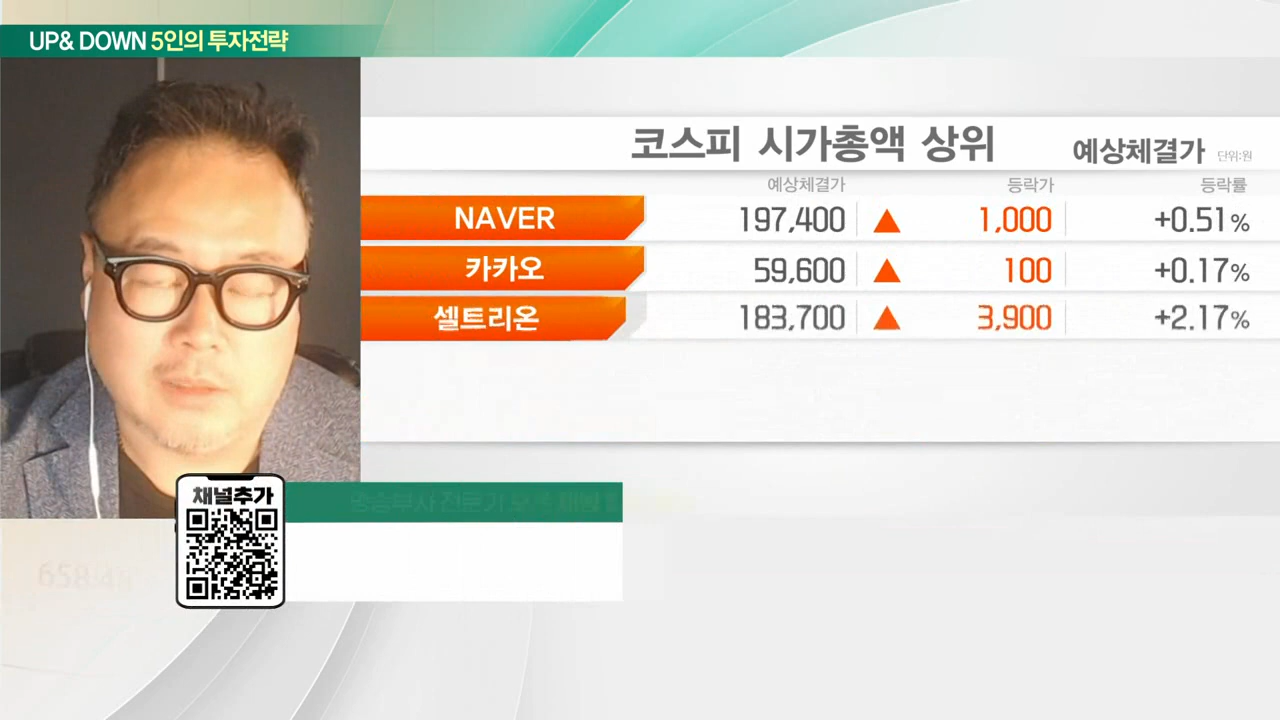 UP& DOWN 5인의 투자전략
코스피 시가총액 상위 예상체결가 단위:원
예상체결가 등락가 등락률
NAVER 197,400 ▲ 1,000 +0.51%
카카오 59,600 ▲ 100 +0.17%
셀트리온 183,700 ▲ 3,900 +2.17%
채널추가